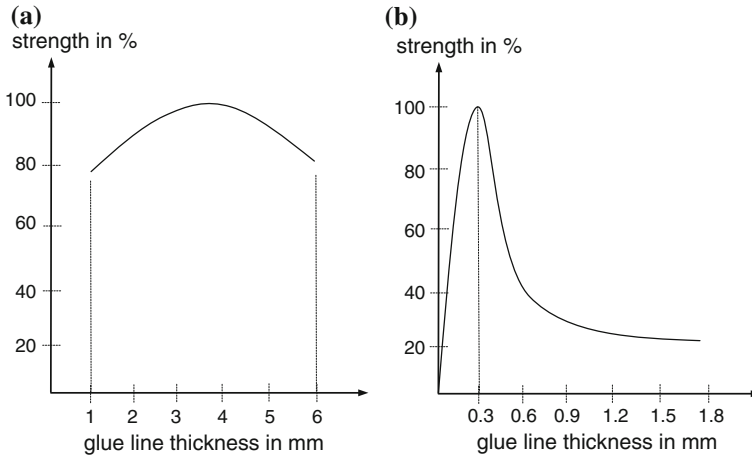 (a)
strength in %
100
80
60
40
20
1 2 3 4 5 6
glue line thickness in mm
(b)
strength in %
100
80
60
40
20
0.3 0.6 0.9 1.2 1.5 1.8
glue line thickness in mm